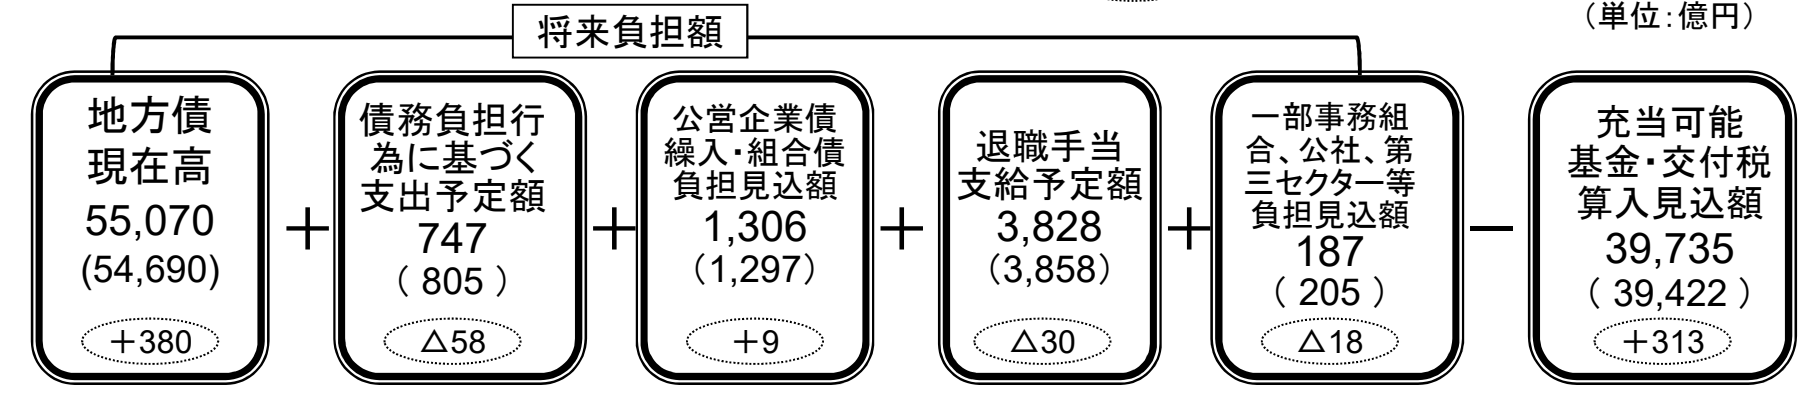 (単位:億円)
将来負担額
地方債
現在高
55,070
(54,690)
+380
+
債務負担行
為に基づく
支出予定額
747
( 805 )
△58
+
公営企業債
繰入・組合債
負担見込額
1,306
(1,297)
+9
+
退職手当
支給予定額
3,828
(3,858)
△30
+
一部事務組
合、公社、第
三セクター等
負担見込額
187
( 205 )
△18
−
充当可能
基金・交付税
算入見込額
39,735
( 39,422 )
+313